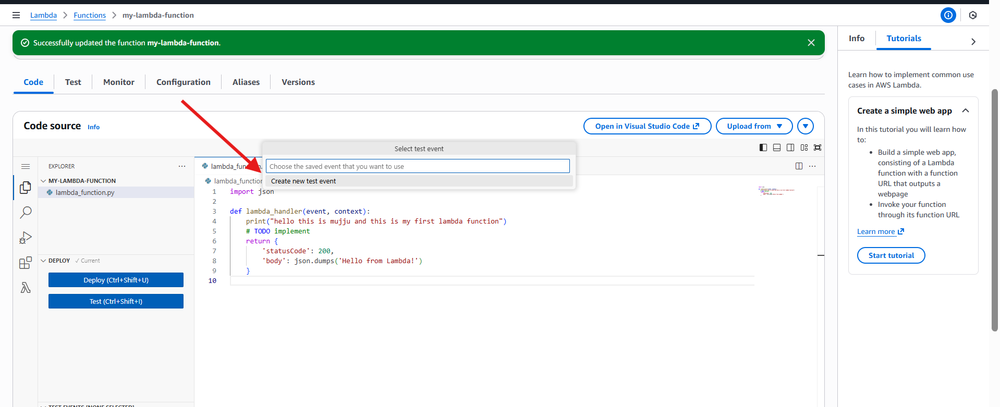 Lambda > Functions > my-lambda-function
Successfully updated the function my-lambda-function.
Info
Tutorials
Code
Test
Monitor
Configuration
Aliases
Versions
Code source Info
Open in Visual Studio Code
Upload from
Select test event
Choose the saved event that you want to use
Create new test event
EXPLORER
MY-LAMBDA-FUNCTION
lambda_function.py
DEPLOY ✓ Current
Deploy (Ctrl+Shift+U)
Test (Ctrl+Shift+I)
TEST EVENTS [NONE SELECTED]
lambda_function.
lambda_function
1 import json
2
3 def lambda_handler(event, context):
4 print("hello this is mujju and this is my first lambda function")
5 # TODO implement
6 return {
7 'statusCode': 200,
8 'body': json.dumps('Hello from Lambda!')
9 }
10
Learn how to implement common use
cases in AWS Lambda.
Create a simple web app
In this tutorial you will learn how
to:
• Build a simple web app,
consisting of a Lambda
function with a function
URL that outputs a
webpage
• Invoke your function
through its function URL
Learn more
Start tutorial